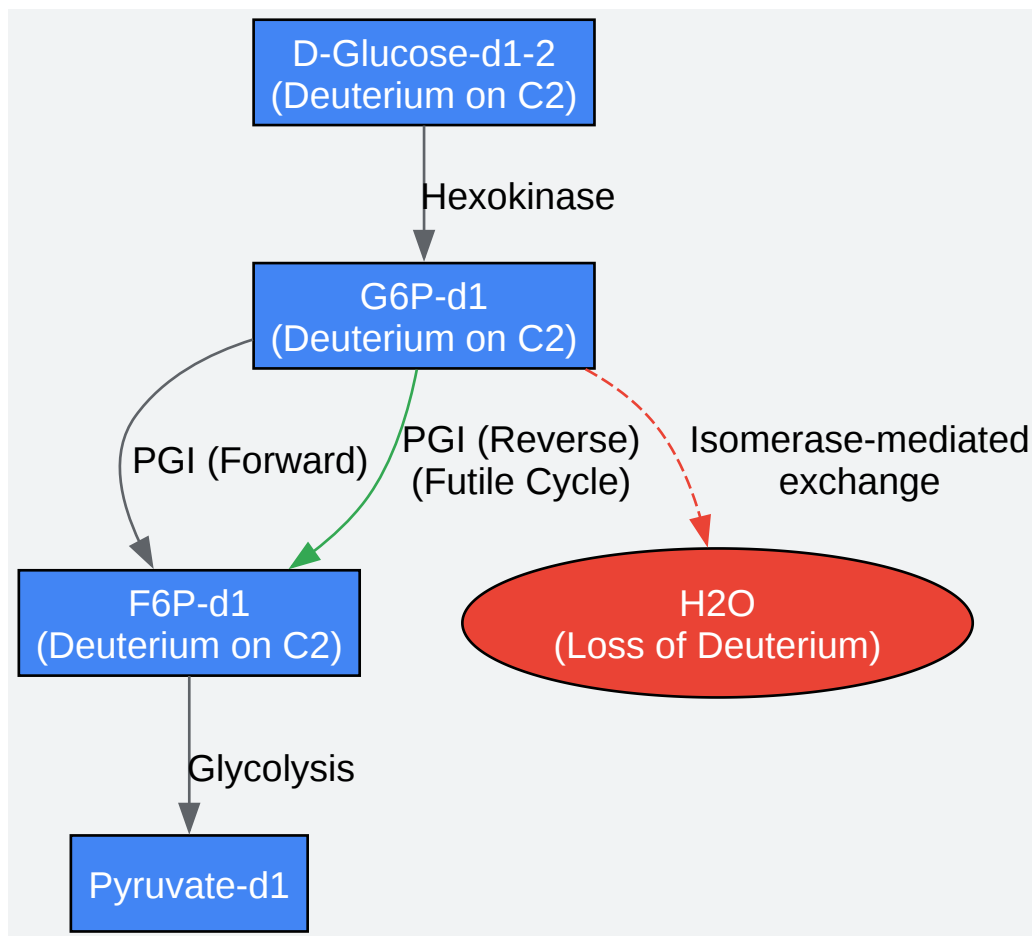 D-Glucose-d1-2
(Deuterium on C2)
Hexokinase
G6P-d1
(Deuterium on C2)
PGI (Forward)
PGI (Reverse)
(Futile Cycle)
Isomerase-mediated
exchange
F6P-d1
(Deuterium on C2)
H2O
(Loss of Deuterium)
Glycolysis
Pyruvate-d1